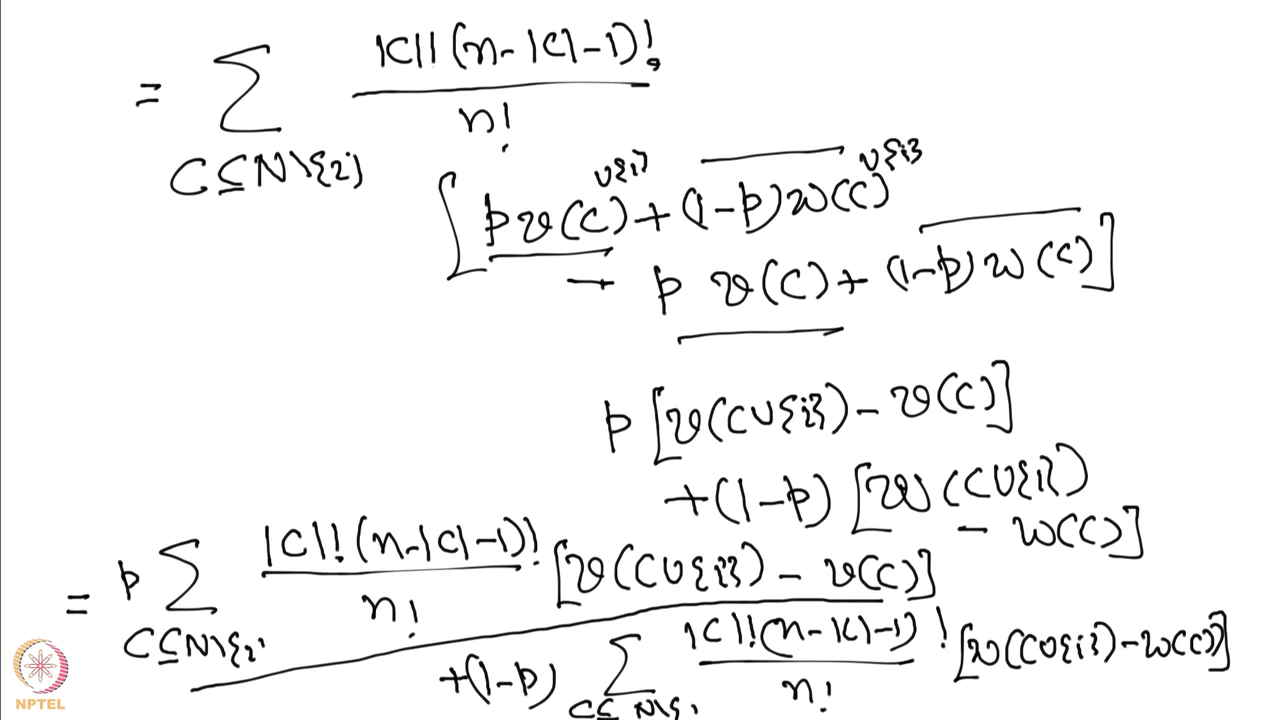 = ∑ |C|! (n-|C|-1)!
n!
C⊆N\{i}
[p v(C) ∪{i} + (1-p) w(C) ∪{i}
- p v(C) + (1-p) w(C)]
p [v(C∪{i}) - v(C)]
+ (1-p) [w(C∪{i})
- w(C)]
= p ∑ |C|! (n-|C|-1)! [v(C∪{i}) - v(C)]
n!
C⊆N\{i
+(1-p) ∑ |C|! (n-|C|-1)! [w(C∪{i}) - w(C)]
n!
C⊆N\{i
NPTEL